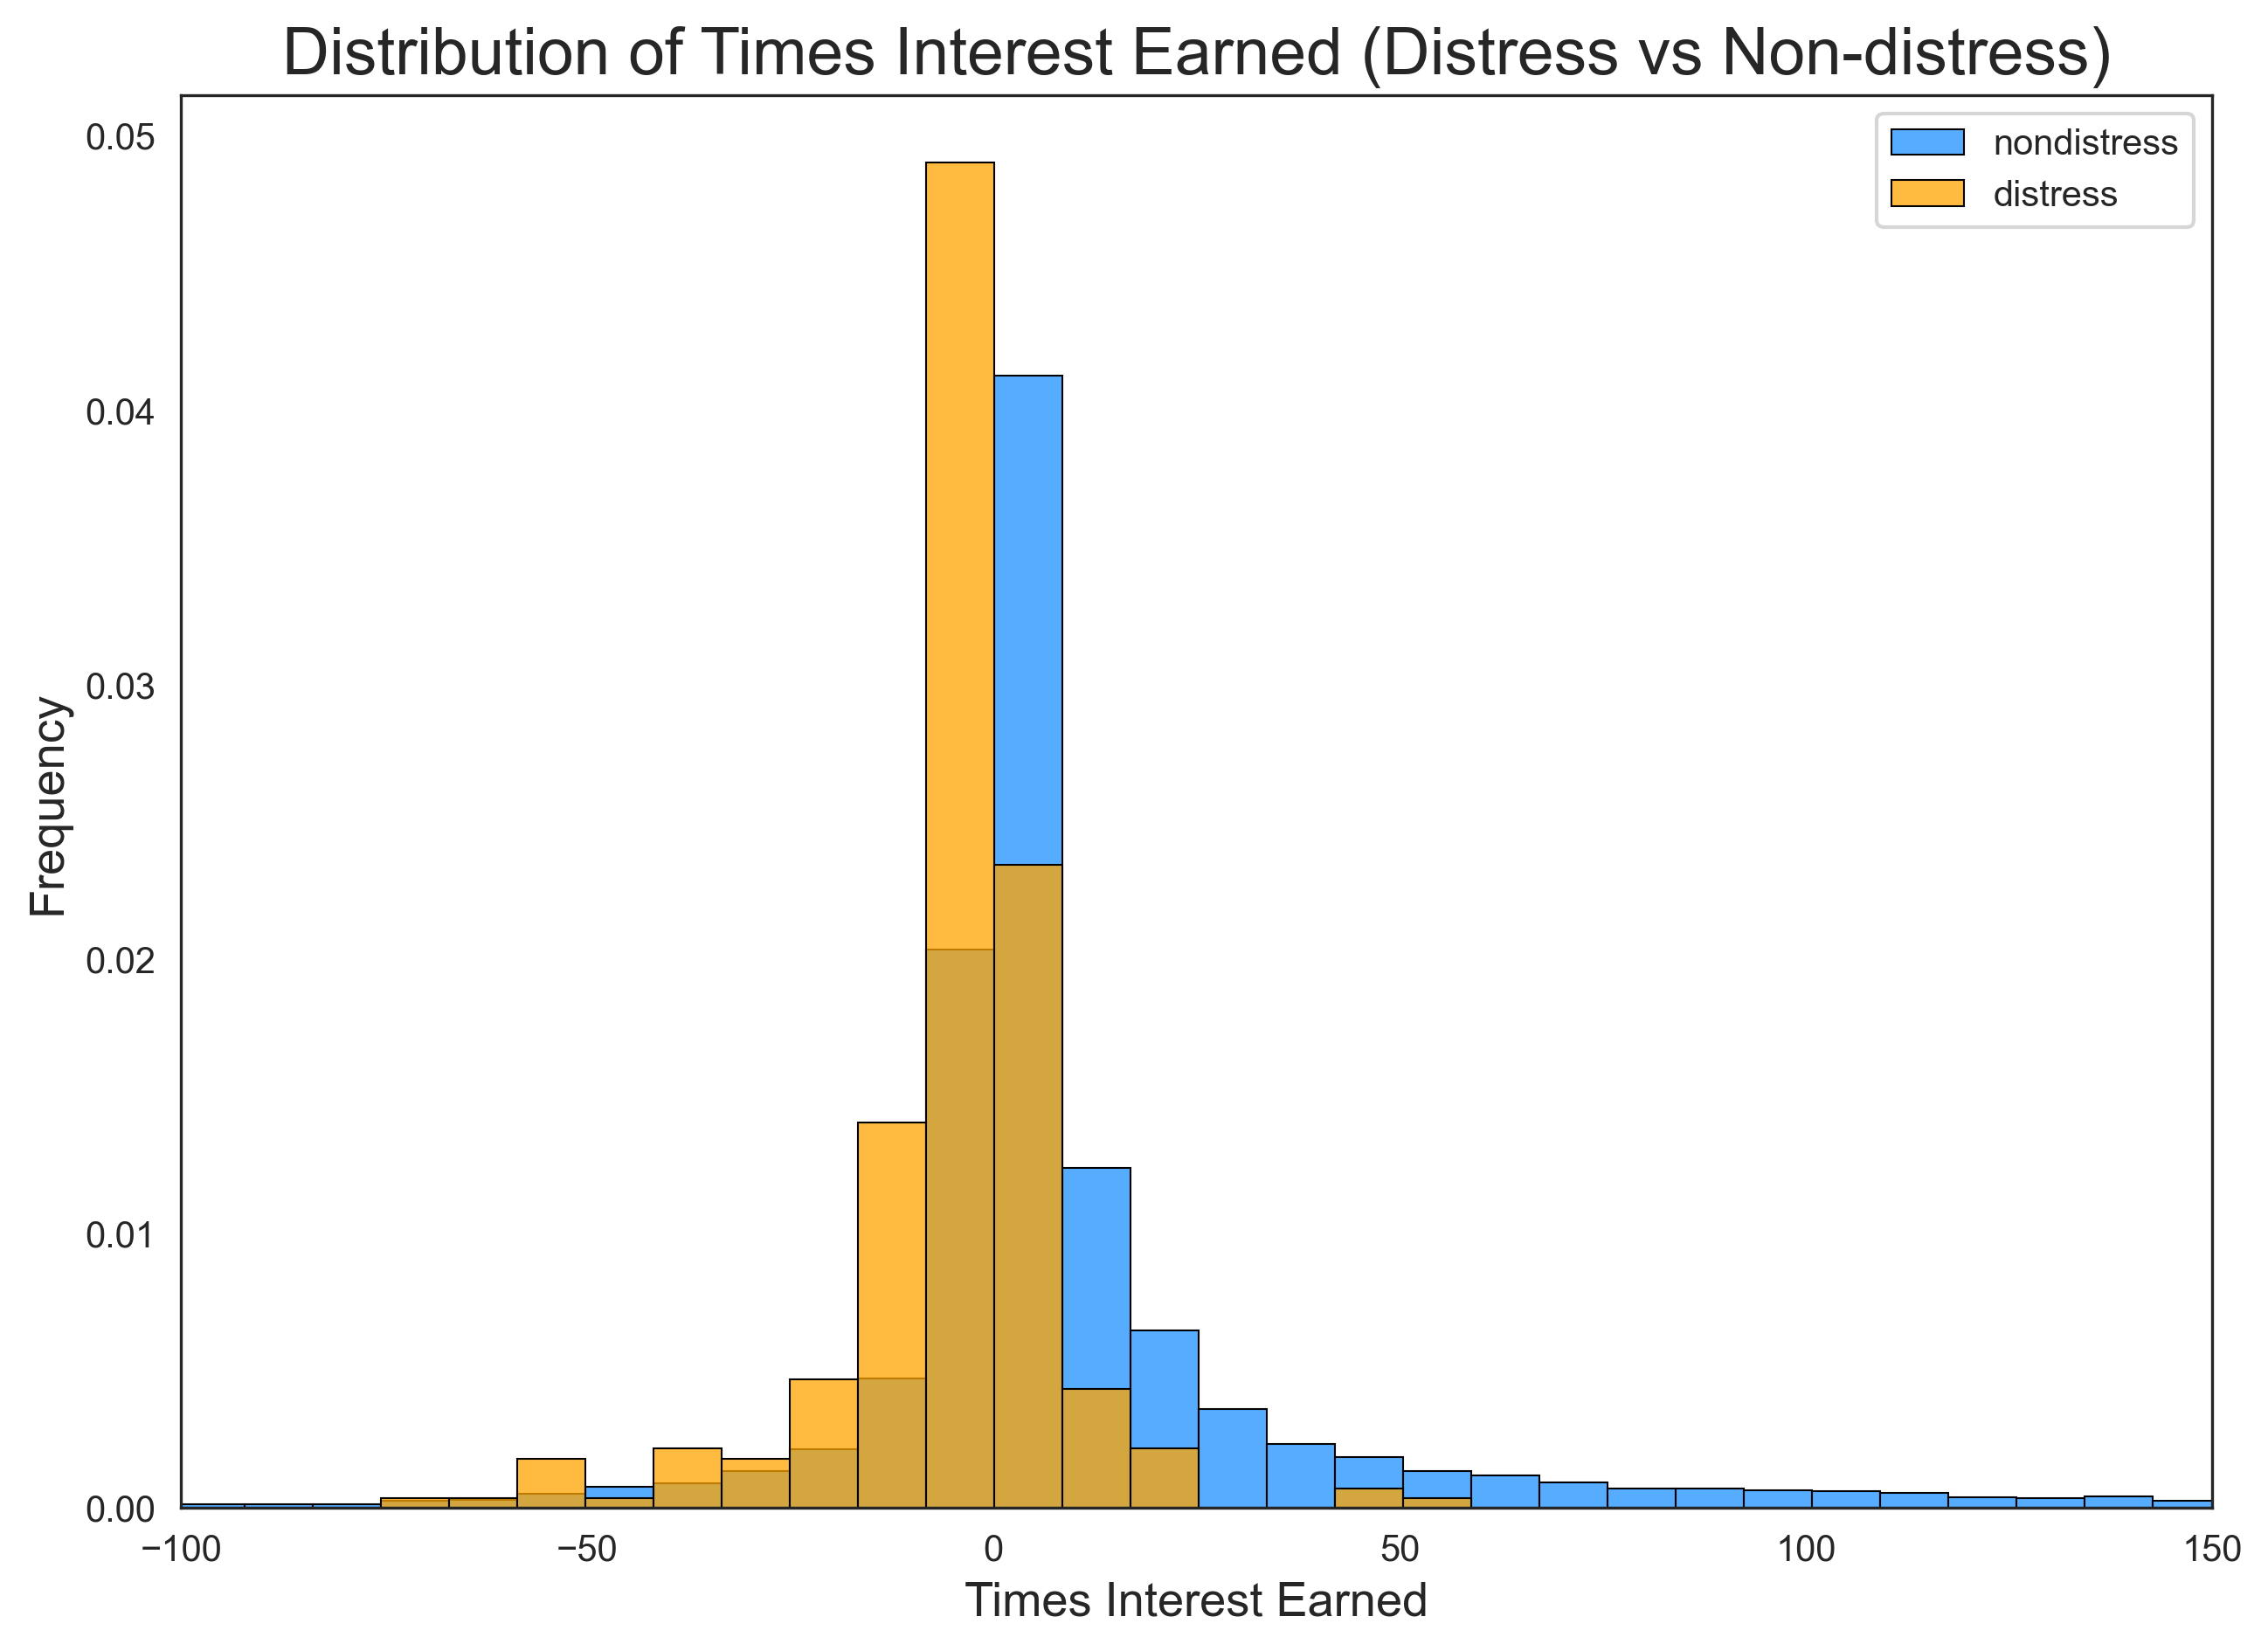 Distribution of Times Interest Earned (Distress vs Non-distress)
nondistress
distress
0.05
0.04
0.03
0.02
0.01
0.00
Frequency
−100
−50
0
50
100
150
Times Interest Earned